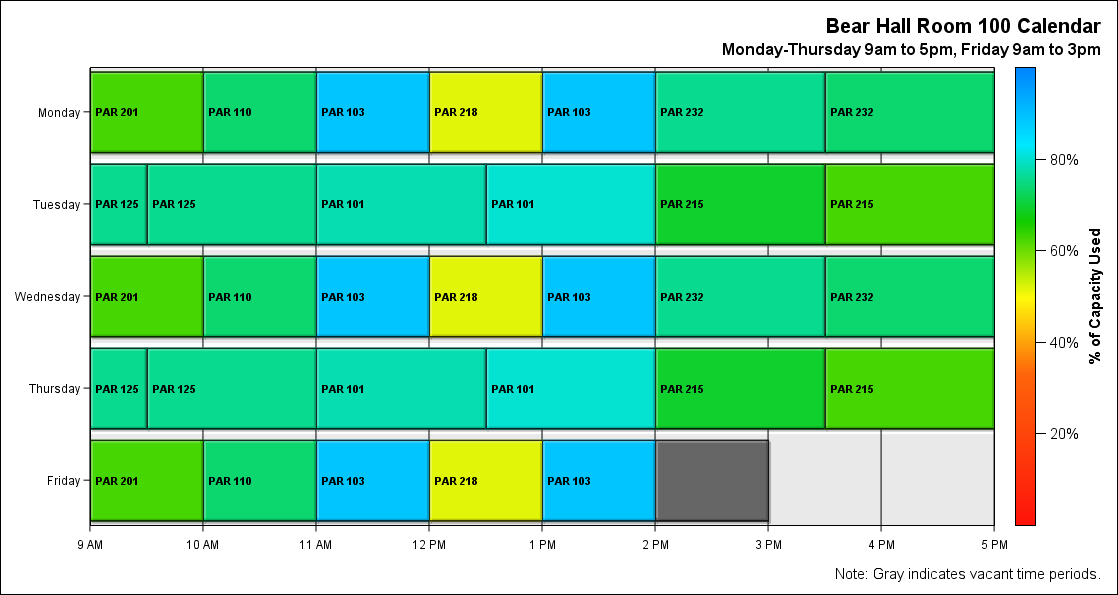 Bear Hall Room 100 Calendar
Monday-Thursday 9am to 5pm, Friday 9am to 3pm
Monday PAR 201 PAR 110 PAR 103 PAR 218 PAR 103 PAR 232 PAR 232
Tuesday PAR 125 PAR 125 PAR 101 PAR 101 PAR 215 PAR 215
Wednesday PAR 201 PAR 110 PAR 103 PAR 218 PAR 103 PAR 232 PAR 232
Thursday PAR 125 PAR 125 PAR 101 PAR 101 PAR 215 PAR 215
Friday PAR 201 PAR 110 PAR 103 PAR 218 PAR 103
9 AM 10 AM 11 AM 12 PM 1 PM 2 PM 3 PM 4 PM 5 PM
80%
60%
40%
20%
% of Capacity Used
Note: Gray indicates vacant time periods.